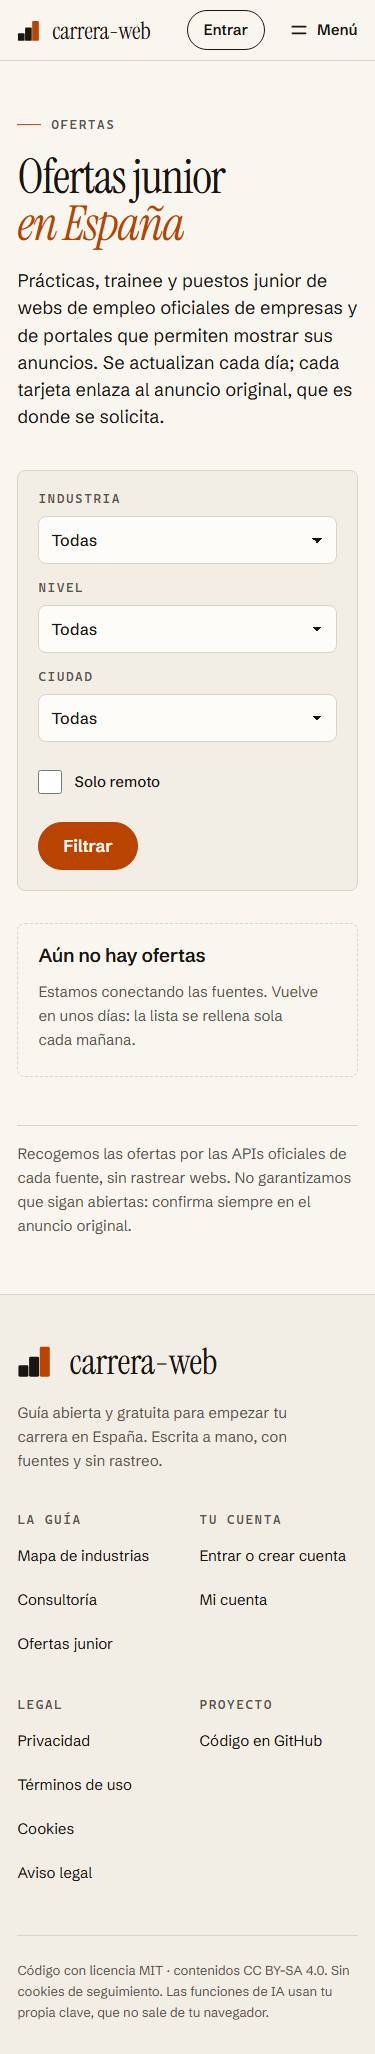 carrera-web
Entrar
Menú
OFERTAS
Ofertas junior
en España
Prácticas, trainee y puestos junior de
webs de empleo oficiales de empresas y
de portales que permiten mostrar sus
anuncios. Se actualizan cada día; cada
tarjeta enlaza al anuncio original, que es
donde se solicita.
INDUSTRIA
Todas
NIVEL
Todas
CIUDAD
Todas
Solo remoto
Filtrar
Aún no hay ofertas
Estamos conectando las fuentes. Vuelve
en unos días: la lista se rellena sola
cada mañana.
Recogemos las ofertas por las APIs oficiales de
cada fuente, sin rastrear webs. No garantizamos
que sigan abiertas: confirma siempre en el
anuncio original.
carrera-web
Guía abierta y gratuita para empezar tu
carrera en España. Escrita a mano, con
fuentes y sin rastreo.
LA GUÍA
Mapa de industrias
Consultoría
Ofertas junior
TU CUENTA
Entrar o crear cuenta
Mi cuenta
LEGAL
Privacidad
Términos de uso
Cookies
Aviso legal
PROYECTO
Código en GitHub
Código con licencia MIT · contenidos CC BY-SA 4.0. Sin
cookies de seguimiento. Las funciones de IA usan tu
propia clave, que no sale de tu navegador.